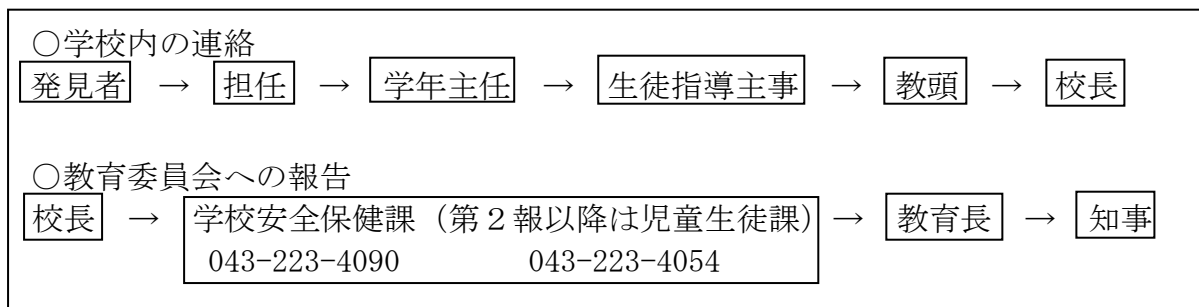 ○学校内の連絡
発見者 → 担任 → 学年主任 → 生徒指導主事 → 教頭 → 校長
○教育委員会への報告
校長 → 学校安全保健課（第２報以降は児童生徒課） → 教育長 → 知事
043-223-4090 043-223-4054